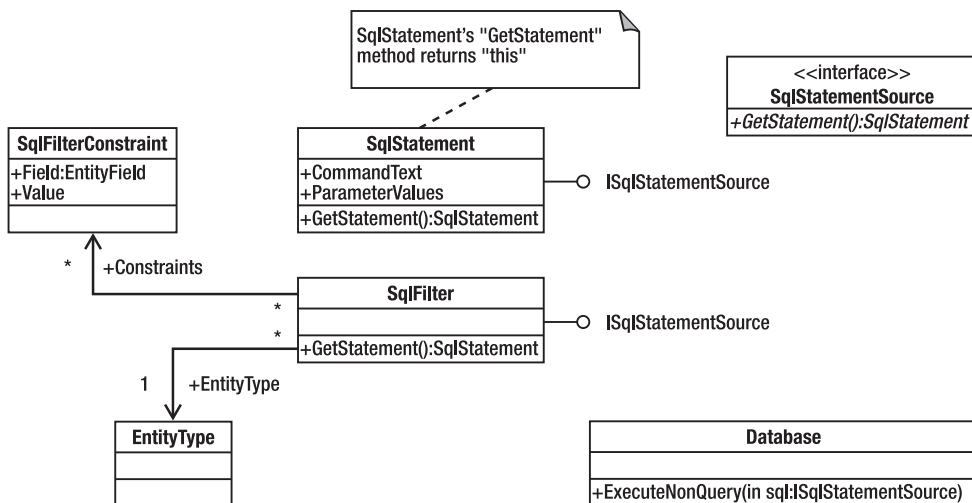 SqlStatement's "GetStatement"
method returns "this"
<<interface>>
SqlStatementSource
+GetStatement():SqlStatement
SqlFilterConstraint
+Field:EntityField
+Value
SqlStatement
+CommandText
+ParameterValues
+GetStatement():SqlStatement
ISqlStatementSource
* +Constraints
SqlFilter
*
*
+GetStatement():SqlStatement
ISqlStatementSource
1 +EntityType
EntityType
Database
+ExecuteNonQuery(in sql:ISqlStatementSource)